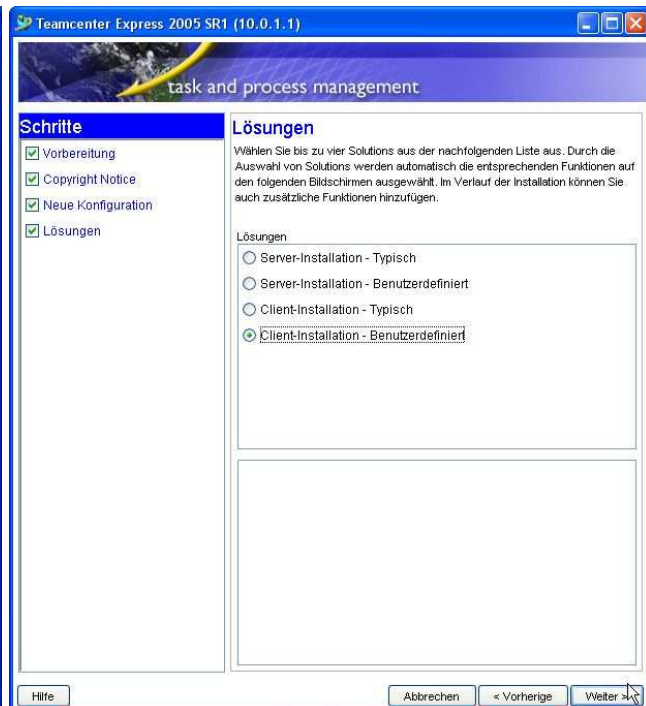 Teamcenter Express 2005 SR1 (10.0.1.1)
task and process management
Schritte
Vorbereitung
Copyright Notice
Neue Konfiguration
Lösungen
Lösungen
Wählen Sie bis zu vier Solutions aus der nachfolgenden Liste aus. Durch die
Auswahl von Solutions werden automatisch die entsprechenden Funktionen auf
den folgenden Bildschirmen ausgewählt. Im Verlauf der Installation können Sie
auch zusätzliche Funktionen hinzufügen.
Lösungen
Server-Installation - Typisch
Server-Installation - Benutzerdefiniert
Client-Installation - Typisch
Client-Installation - Benutzerdefiniert
Hilfe
Abbrechen
« Vorherige
Weiter »